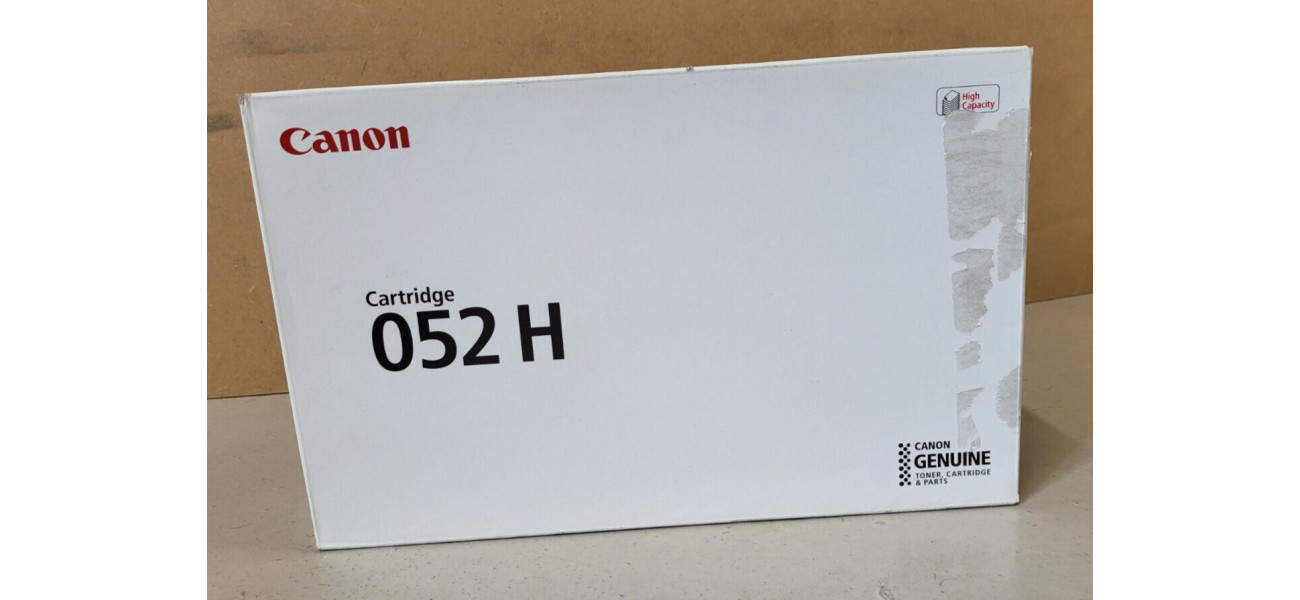 Canon
High
Capacity
Cartridge
052 H
CANON
GENUINE
TONER, CARTRIDGE
& PARTS